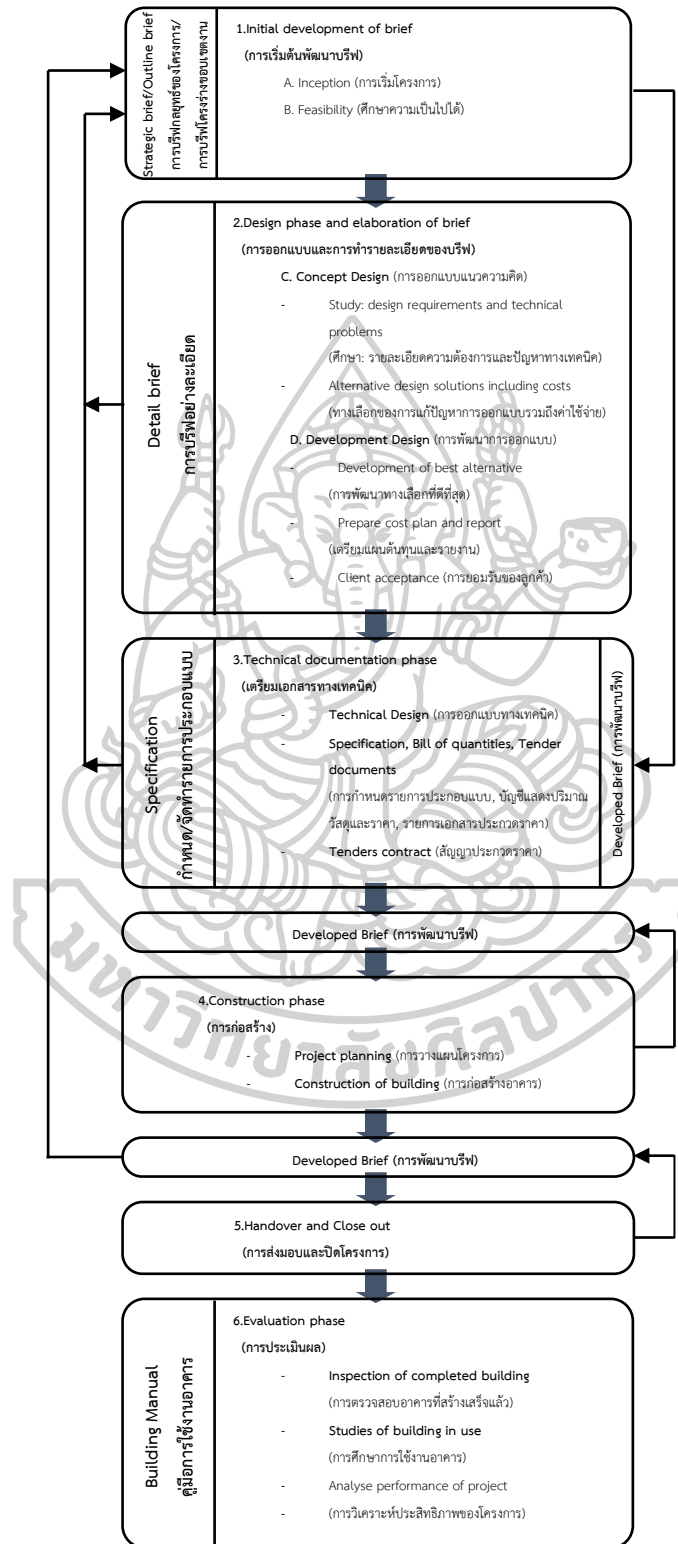 Strategic brief/Outline brief
การบรีฟกลยุทธ์ของโครงการ/
การบรีฟโครงร่างขอบเขตงาน
1.Initial development of brief
(การเริ่มต้นพัฒนาบรีฟ)
A. Inception (การเริ่มโครงการ)
B. Feasibility (ศึกษาความเป็นไปได้)
Detail brief
การบรีฟอย่างละเอียด
2.Design phase and elaboration of brief
(การออกแบบและการทำรายละเอียดของบรีฟ)
C. Concept Design (การออกแบบแนวความคิด)
- Study: design requirements and technical
problems
(ศึกษา: รายละเอียดความต้องการและปัญหาทางเทคนิค)
- Alternative design solutions including costs
(ทางเลือกของการแก้ปัญหาการออกแบบรวมถึงค่าใช้จ่าย)
D. Development Design (การพัฒนาการออกแบบ)
- Development of best alternative
(การพัฒนาทางเลือกที่ดีที่สุด)
- Prepare cost plan and report
(เตรียมแผนต้นทุนและรายงาน)
- Client acceptance (การยอมรับของลูกค้า)
Specification
กำหนด/จัดทำรายการประกอบแบบ
3.Technical documentation phase
(เตรียมเอกสารทางเทคนิค)
- Technical Design (การออกแบบทางเทคนิค)
- Specification, Bill of quantities, Tender
documents
(การกำหนดรายการประกอบแบบ, บัญชีแสดงปริมาณ
วัสดุและราคา, รายการเอกสารประกวดราคา)
- Tenders contract (สัญญาประกวดราคา)
Developed Brief (การพัฒนาบรีฟ)
Developed Brief (การพัฒนาบรีฟ)
4.Construction phase
(การก่อสร้าง)
- Project planning (การวางแผนโครงการ)
- Construction of building (การก่อสร้างอาคาร)
มหาวิทยาลัยศิลปากร
Developed Brief (การพัฒนาบรีฟ)
5.Handover and Close out
(การส่งมอบและปิดโครงการ)
Building Manual
คู่มือการใช้งานอาคาร
6.Evaluation phase
(การประเมินผล)
- Inspection of completed building
(การตรวจสอบอาคารที่สร้างเสร็จแล้ว)
- Studies of building in use
(การศึกษาการใช้งานอาคาร)
- Analyse performance of project
- (การวิเคราะห์ประสิทธิภาพของโครงการ)